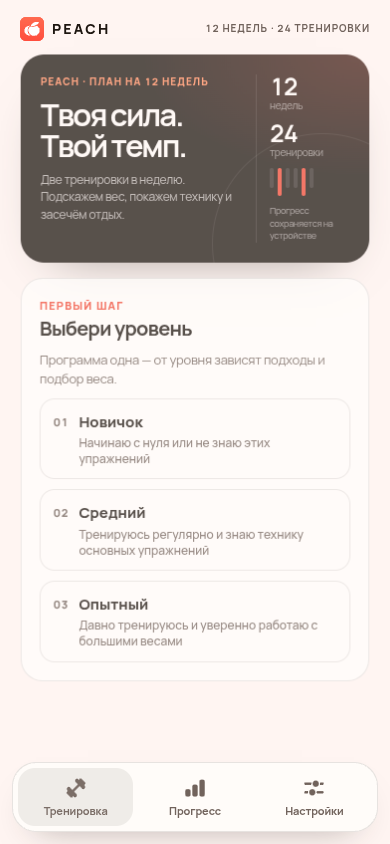 PEACH
12 НЕДЕЛЬ · 24 ТРЕНИРОВКИ
PEACH · ПЛАН НА 12 НЕДЕЛЬ
Твоя сила.
Твой темп.
Две тренировки в неделю.
Подскажем вес, покажем технику и
засечём отдых.
12
недель
24
тренировки
Прогресс
сохраняется на
устройстве
ПЕРВЫЙ ШАГ
Выбери уровень
Программа одна — от уровня зависят подходы и
подбор веса.
01 Новичок
Начинаю с нуля или не знаю этих
упражнений
02 Средний
Тренируюсь регулярно и знаю технику
основных упражнений
03 Опытный
Давно тренируюсь и уверенно работаю с
большими весами
Тренировка
Прогресс
Настройки